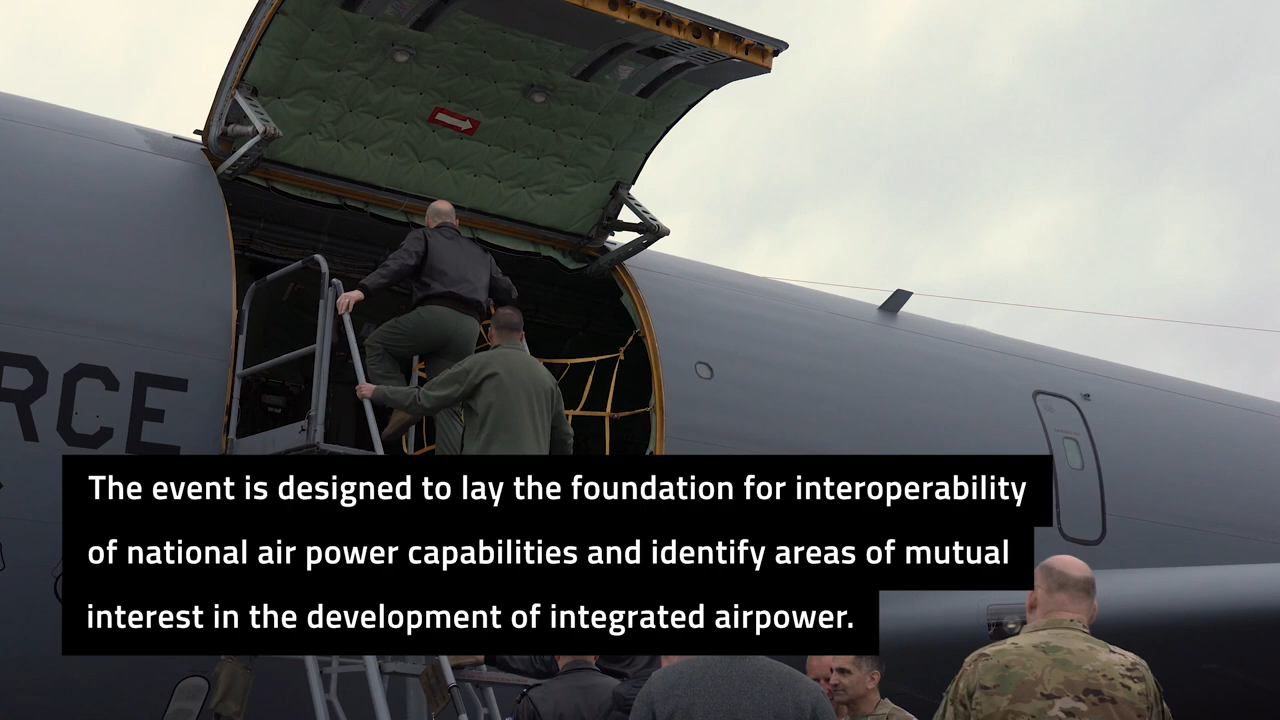 RCE
The event is designed to lay the foundation for interoperability
of national air power capabilities and identify areas of mutual
interest in the development of integrated airpower.